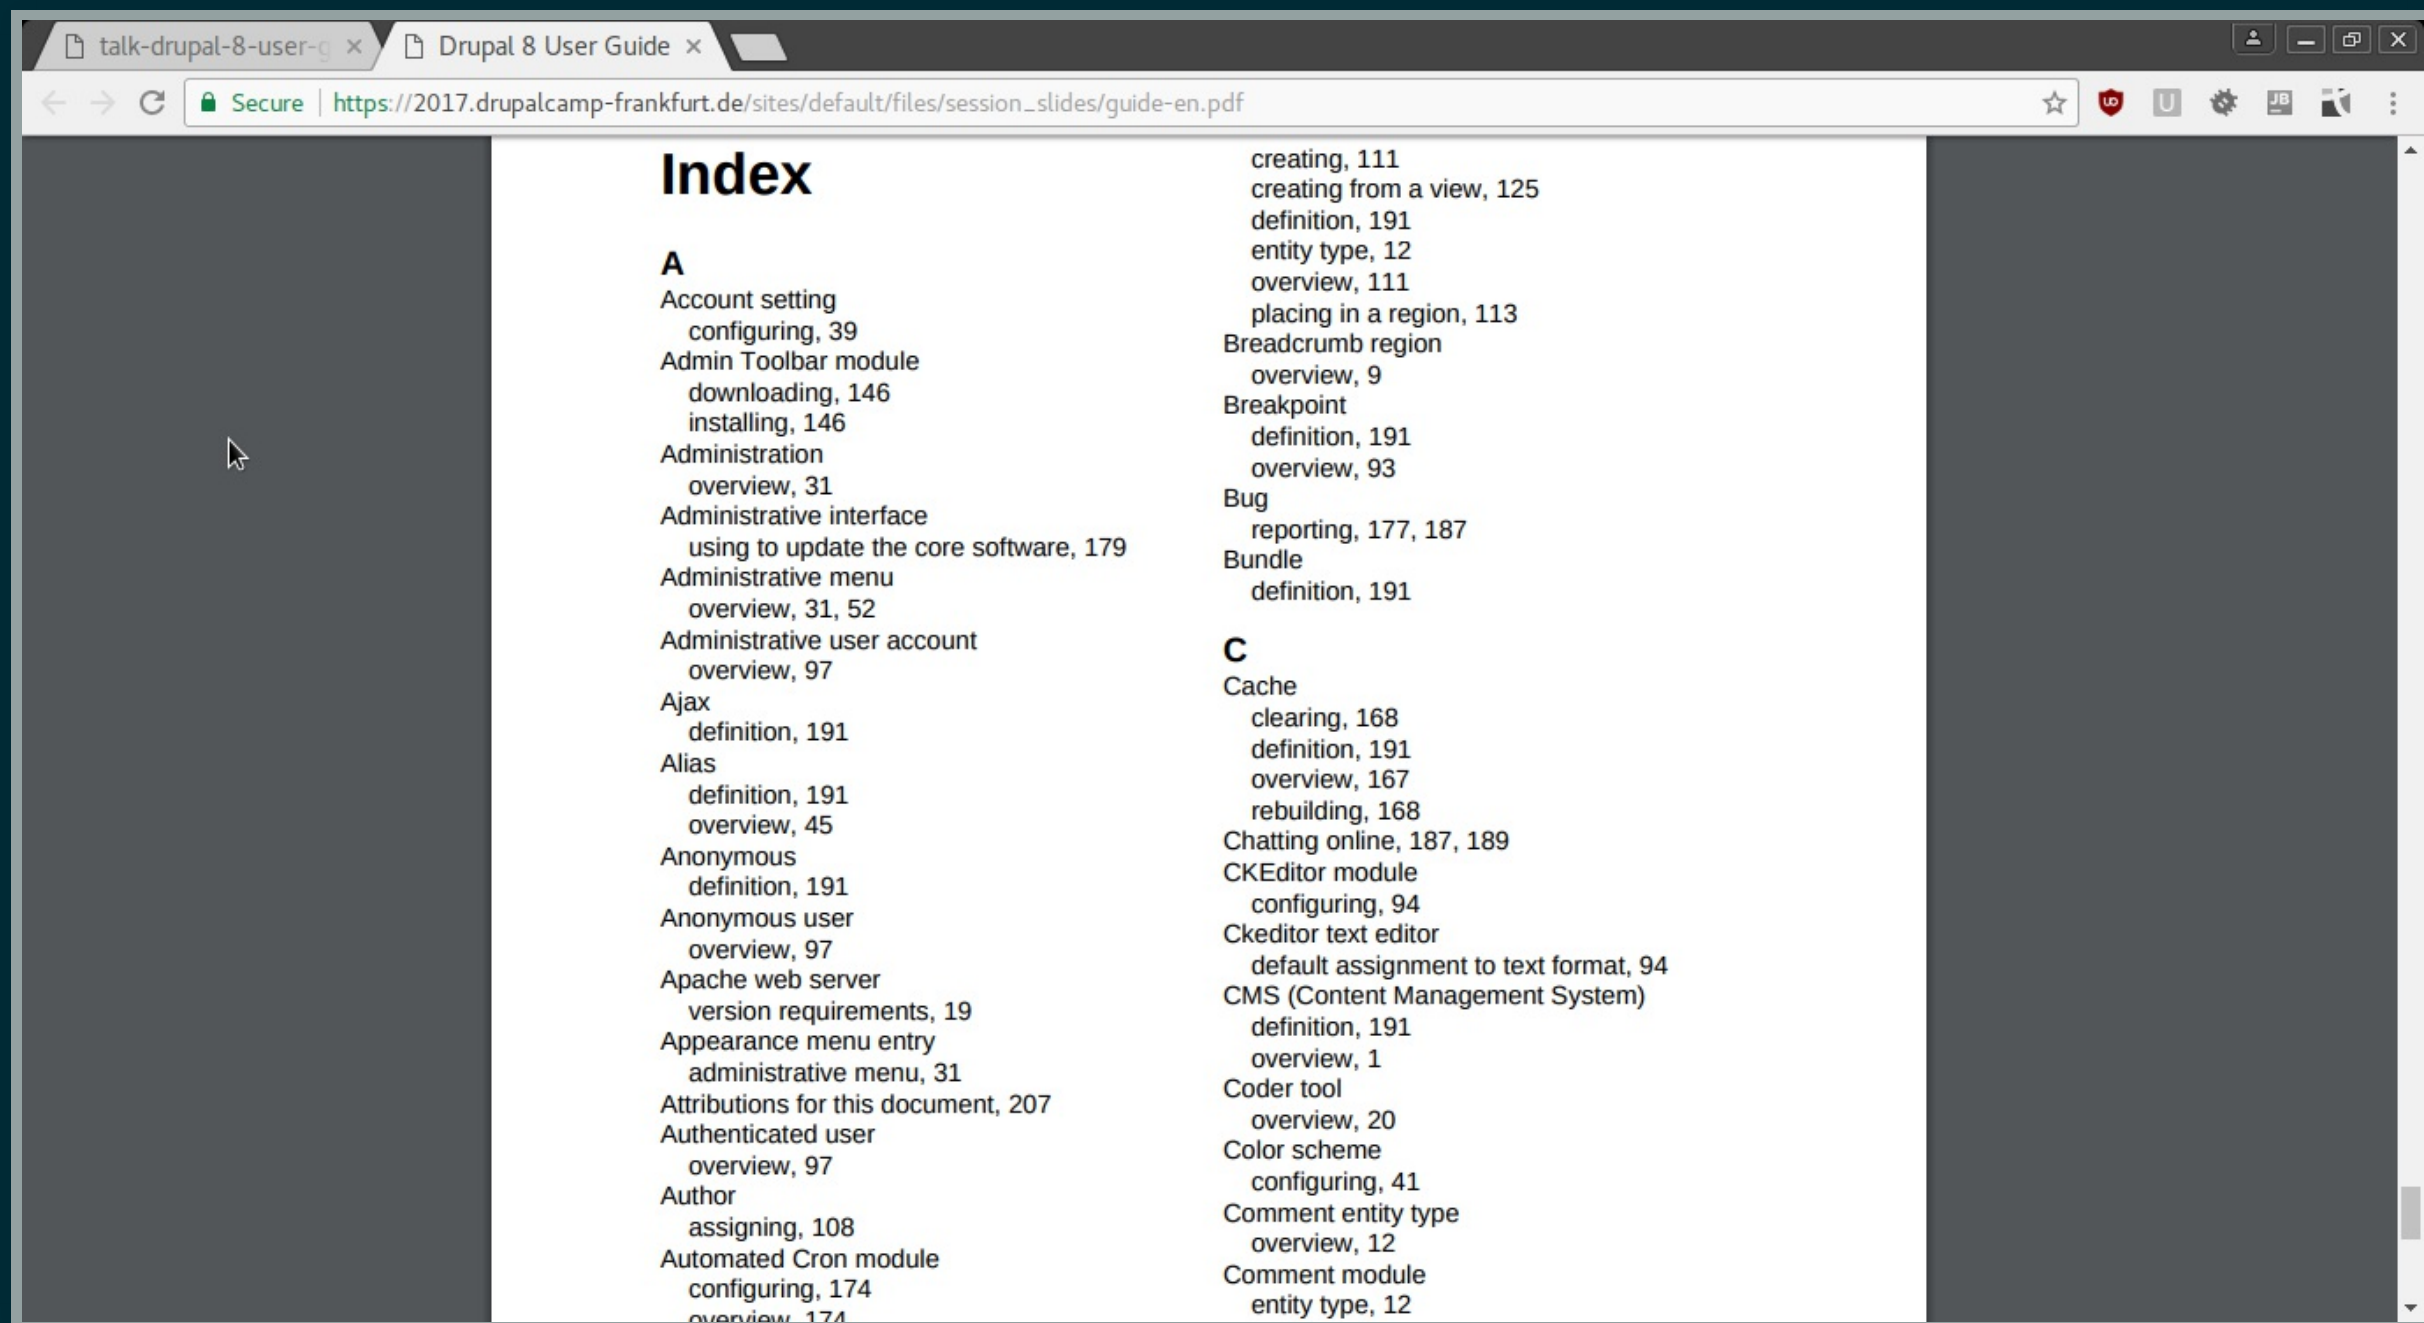 talk-drupal-8-user-g
Drupal 8 User Guide
Secure
https://2017.drupalcamp-frankfurt.de/sites/default/files/session_slides/guide-en.pdf
U
JB
Index
A
Account setting
configuring, 39
Admin Toolbar module
downloading, 146
installing, 146
Administration
overview, 31
Administrative interface
using to update the core software, 179
Administrative menu
overview, 31, 52
Administrative user account
overview, 97
Ajax
definition, 191
Alias
definition, 191
overview, 45
Anonymous
definition, 191
Anonymous user
overview, 97
Apache web server
version requirements, 19
Appearance menu entry
administrative menu, 31
Attributions for this document, 207
Authenticated user
overview, 97
Author
assigning, 108
Automated Cron module
configuring, 174
overview, 174
creating, 111
creating from a view, 125
definition, 191
entity type, 12
overview, 111
placing in a region, 113
Breadcrumb region
overview, 9
Breakpoint
definition, 191
overview, 93
Bug
reporting, 177, 187
Bundle
definition, 191
C
Cache
clearing, 168
definition, 191
overview, 167
rebuilding, 168
Chatting online, 187, 189
CKEditor module
configuring, 94
Ckeditor text editor
default assignment to text format, 94
CMS (Content Management System)
definition, 191
overview, 1
Coder tool
overview, 20
Color scheme
configuring, 41
Comment entity type
overview, 12
Comment module
entity type, 12